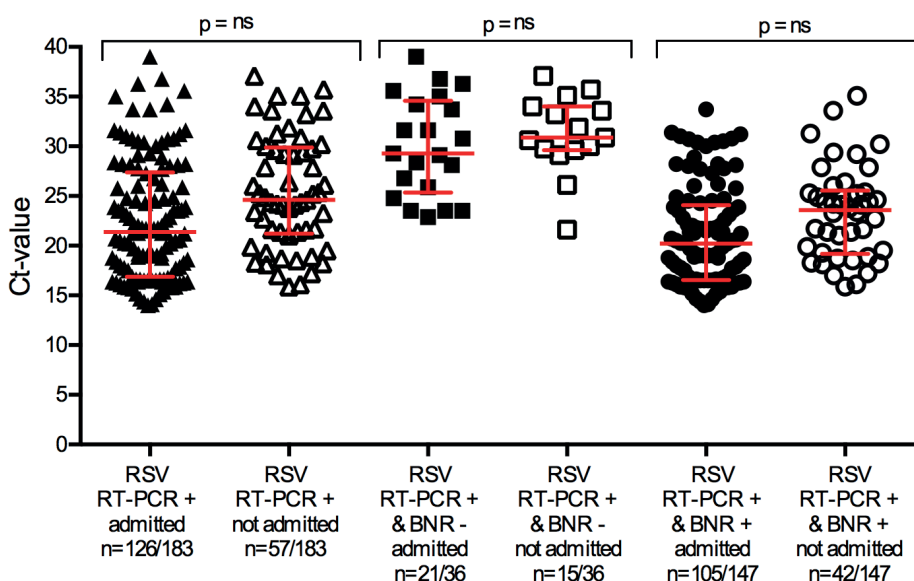 p = ns
p = ns
p = ns
Ct-value
40
35
30
25
20
15
10
5
0
RSV
RT-PCR +
admitted
n=126/183
RSV
RT-PCR +
not admitted
n=57/183
RSV
RT-PCR +
& BNR -
admitted
n=21/36
RSV
RT-PCR +
& BNR -
not admitted
n=15/36
RSV
RT-PCR +
& BNR +
admitted
n=105/147
RSV
RT-PCR +
& BNR +
not admitted
n=42/147